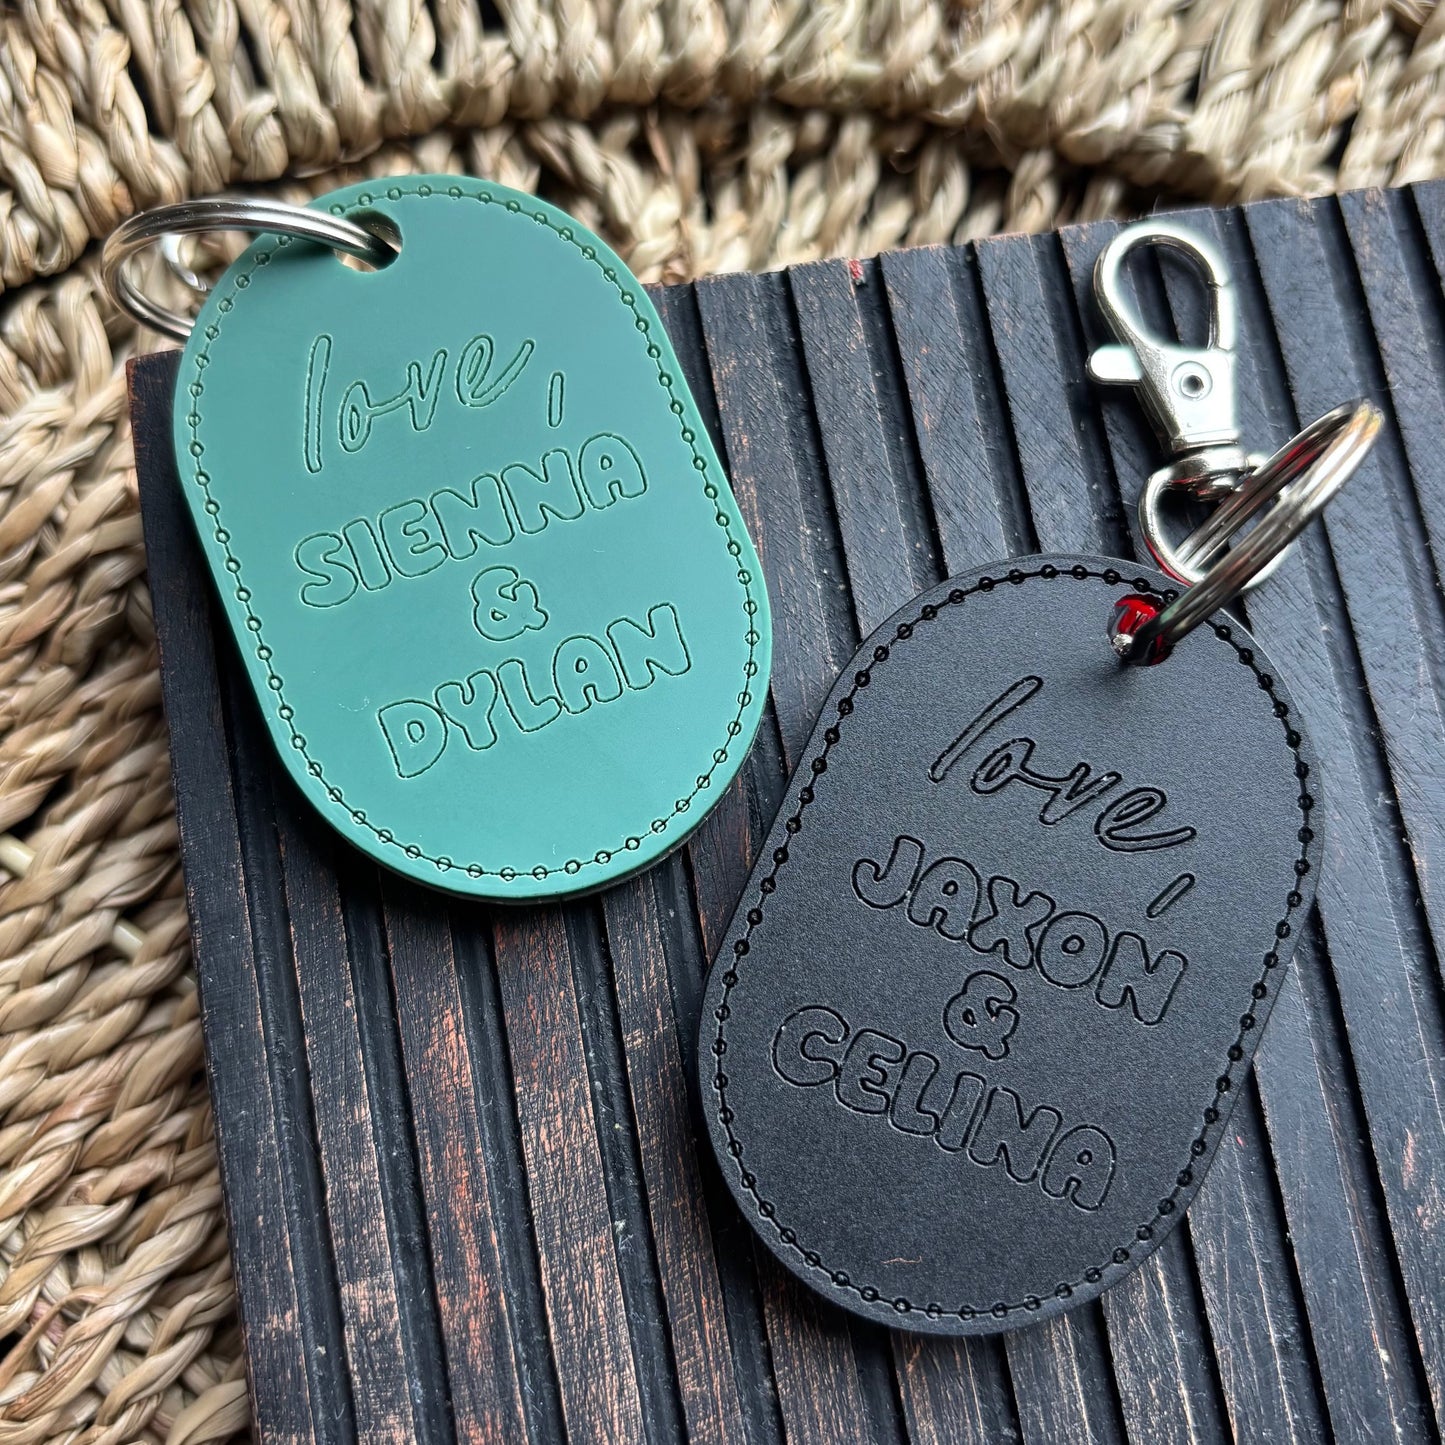 love,
SIENNA
&
DYLAN
love,
JAXON
&
CELINA